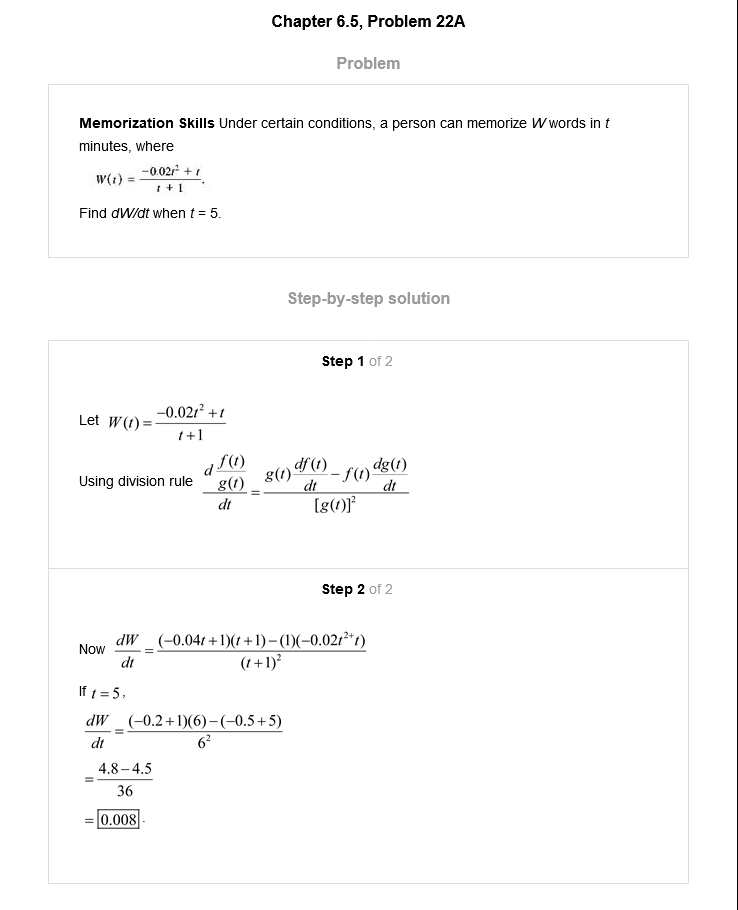 Chapter 6.5, Problem 22A
Problem
Memorization Skills Under certain conditions, a person can memorize W words in t
minutes, where
W(t) = \frac{-0.02t^2 + t}{t + 1}.
Find dW/dt when t = 5.
Step-by-step solution
Step 1 of 2
Let W(t) = \frac{-0.02t^2 + t}{t+1}
Using division rule \frac{d \frac{f(t)}{g(t)}}{dt} = \frac{g(t)\frac{df(t)}{dt} - f(t)\frac{dg(t)}{dt}}{[g(t)]^2}
Step 2 of 2
Now \frac{dW}{dt} = \frac{(-0.04t+1)(t+1)-(1)(-0.02t^{2+}t)}{(t+1)^2}
If t = 5,
\frac{dW}{dt} = \frac{(-0.2+1)(6)-(-0.5+5)}{6^2}
= \frac{4.8-4.5}{36}
= 0.008.